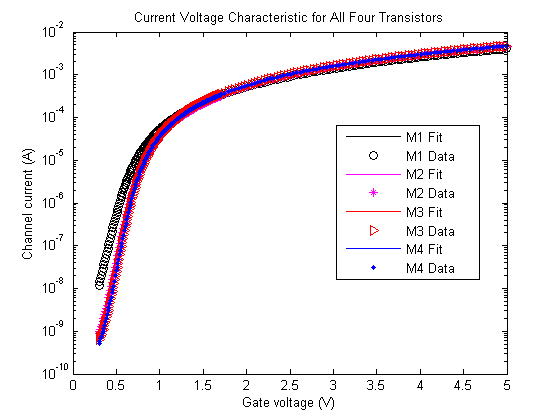 Current Voltage Characteristic for All Four Transistors
10^-2
10^-3
10^-4
10^-5
10^-6
10^-7
10^-8
10^-9
10^-10
Channel current (A)
M1 Fit
M1 Data
M2 Fit
M2 Data
M3 Fit
M3 Data
M4 Fit
M4 Data
0 0.5 1 1.5 2 2.5 3 3.5 4 4.5 5
Gate voltage (V)